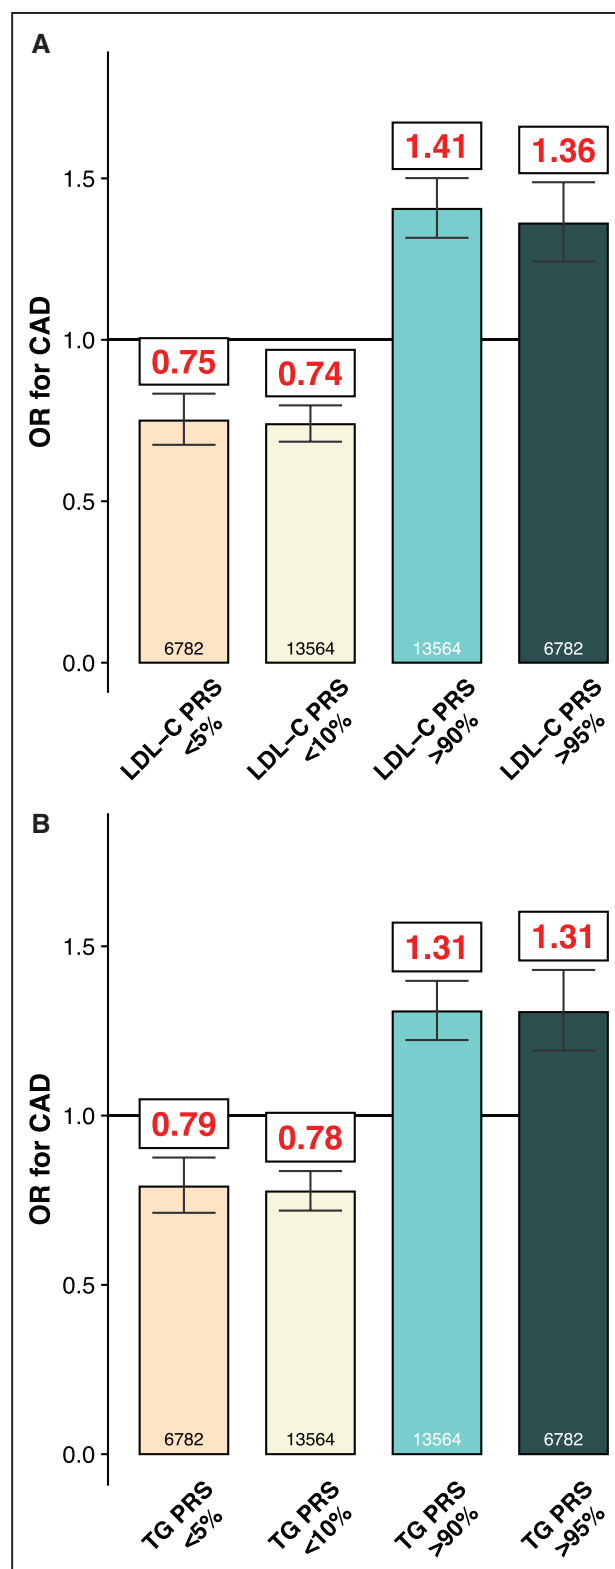 A
1.41
1.36
1.5
OR for CAD
1.0
0.75
0.74
0.5
6782
13564
13564
6782
0.0
LDL−C PRS
<5%
LDL−C PRS
<10%
LDL−C PRS
>90%
LDL−C PRS
>95%
B
1.31
1.31
1.5
OR for CAD
1.0
0.79
0.78
0.5
6782
13564
13564
6782
0.0
TG PRS
<5%
TG PRS
<10%
TG PRS
>90%
TG PRS
>95%